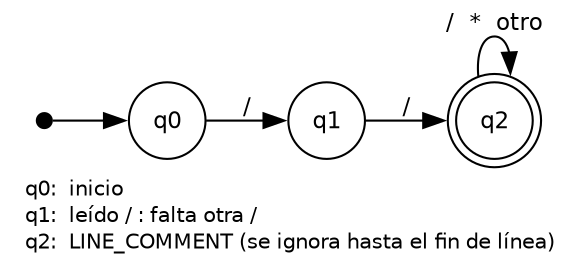 / * otro
q0
/
q1
/
q2
q0: inicio
q1: leído / : falta otra /
q2: LINE_COMMENT (se ignora hasta el fin de línea)